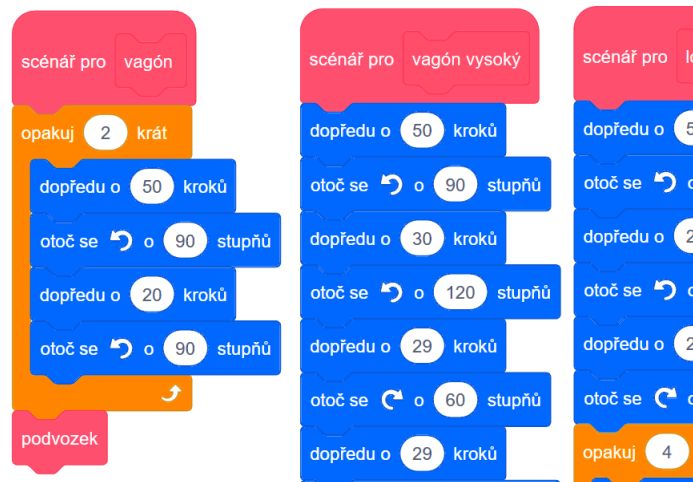 scénář pro vagón
opakuj 2 krát
dopředu o 50 kroků
otoč se o 90 stupňů
dopředu o 20 kroků
otoč se o 90 stupňů
podvozek
scénář pro vagón vysoký
dopředu o 50 kroků
otoč se o 90 stupňů
dopředu o 30 kroků
otoč se o 120 stupňů
dopředu o 29 kroků
otoč se o 60 stupňů
dopředu o 29 kroků
scénář pro
dopředu o
otoč se
dopředu o
otoč se
dopředu o
otoč se
opakuj 4